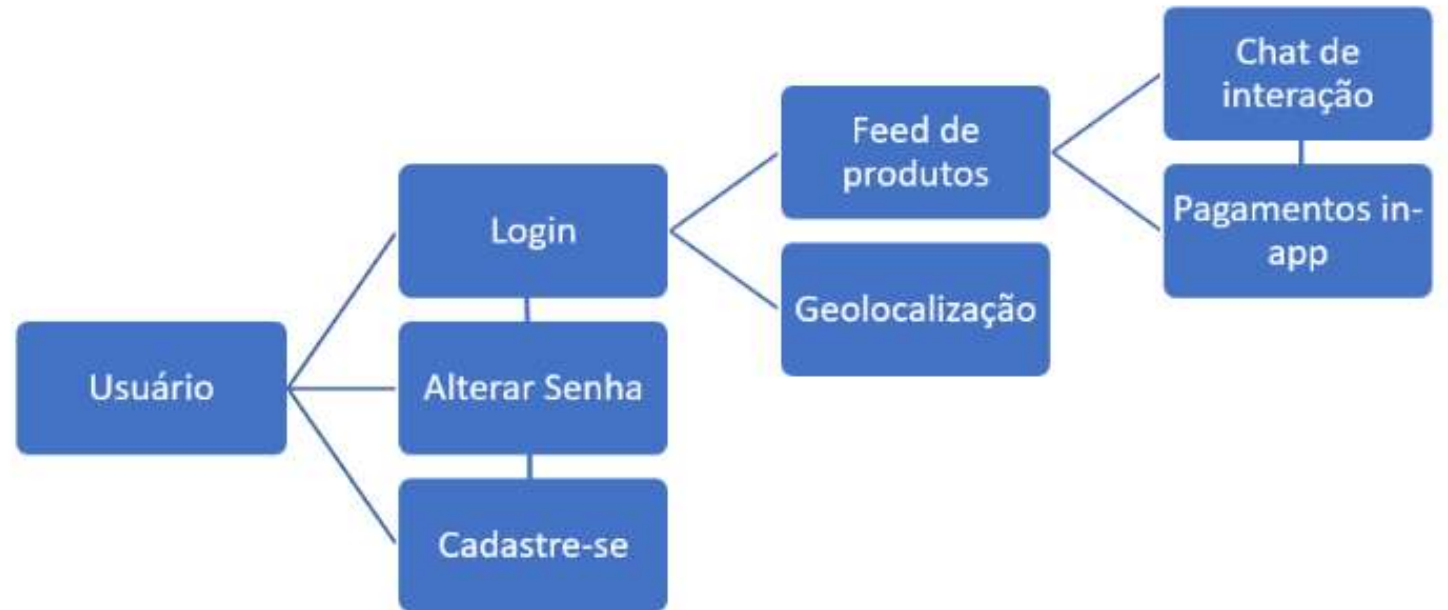 Usuário
Login
Alterar Senha
Cadastre-se
Feed de
produtos
Geolocalização
Chat de
interação
Pagamentos in-
app